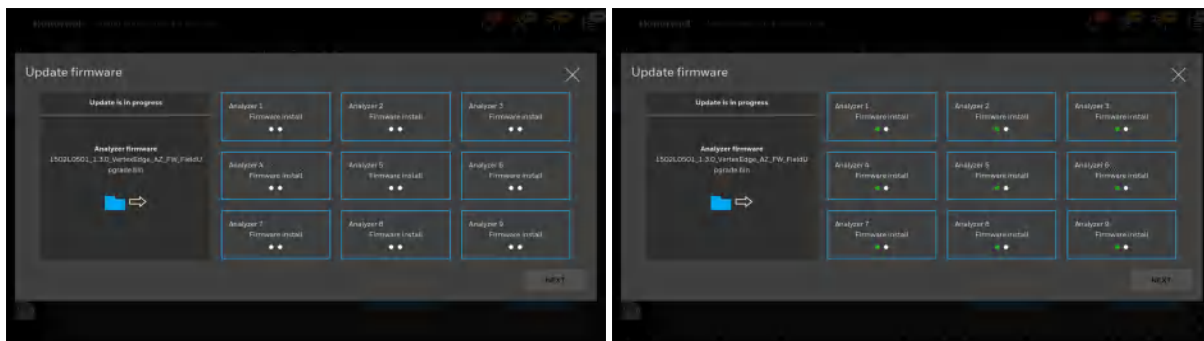 Update firmware
Update is in progress
Analyzer firmware
1502L0501_1.3.0_VertexEdge_AZ_FW_FieldU
pgrade.bin
Analyzer 1
Firmware install
Analyzer 2
Firmware install
Analyzer 3
Firmware install
Analyzer 4
Firmware install
Analyzer 5
Firmware install
Analyzer 6
Firmware install
Analyzer 7
Firmware install
Analyzer 8
Firmware install
Analyzer 9
Firmware install
NEXT
Update firmware
Update is in progress
Analyzer firmware
1502L0501_1.3.0_VertexEdge_AZ_FW_FieldU
pgrade.bin
Analyzer 1
Firmware install
Analyzer 2
Firmware install
Analyzer 3
Firmware install
Analyzer 4
Firmware install
Analyzer 5
Firmware install
Analyzer 6
Firmware install
Analyzer 7
Firmware install
Analyzer 8
Firmware install
Analyzer 9
Firmware install
NEXT